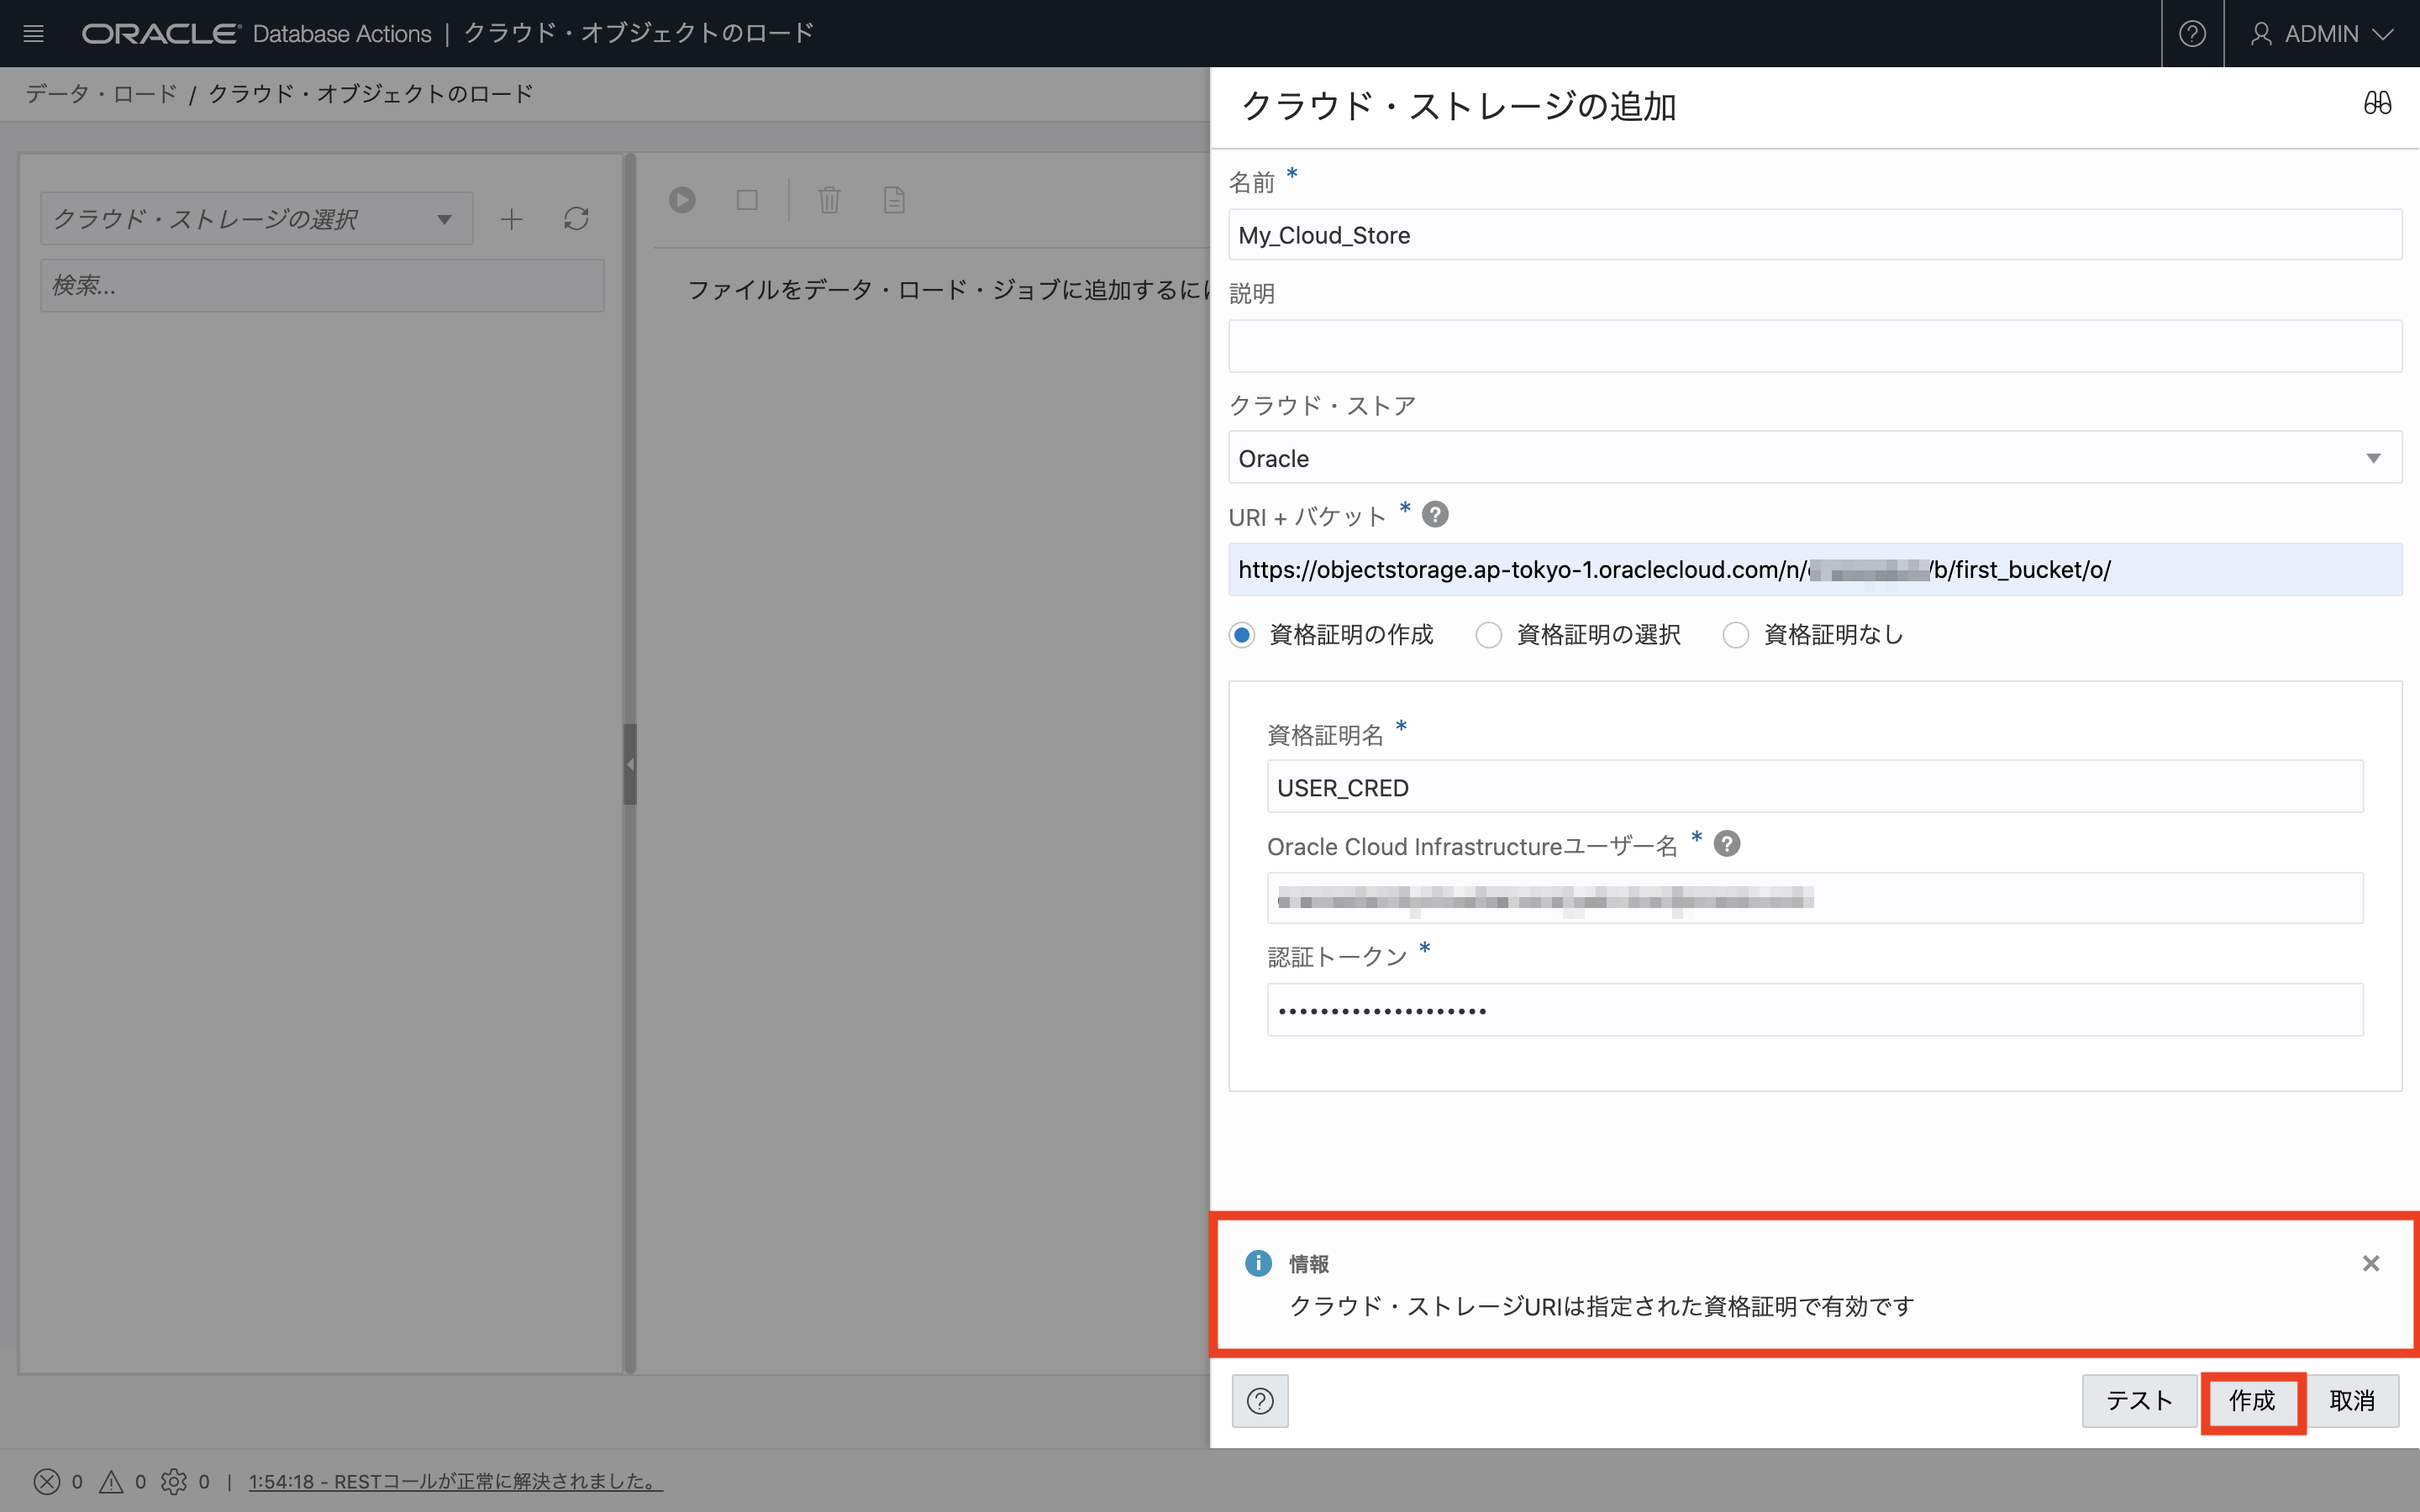 ORACLE Database Actions | クラウド・オブジェクトのロード
ADMIN
データ・ロード / クラウド・オブジェクトのロード
クラウド・ストレージの選択
検索...
ファイルをデータ・ロード・ジョブに追加するには
クラウド・ストレージの追加
名前 *
My_Cloud_Store
説明
クラウド・ストア
Oracle
URI + バケット *
https://objectstorage.ap-tokyo-1.oraclecloud.com/n/ /b/first_bucket/o/
資格証明の作成 資格証明の選択 資格証明なし
資格証明名 *
USER_CRED
Oracle Cloud Infrastructureユーザー名 *
認証トークン *
••••••••••••••••••••
情報
クラウド・ストレージURIは指定された資格証明で有効です
テスト 作成 取消
0 0 0 | 1:54:18 - RESTコールが正常に解決されました。